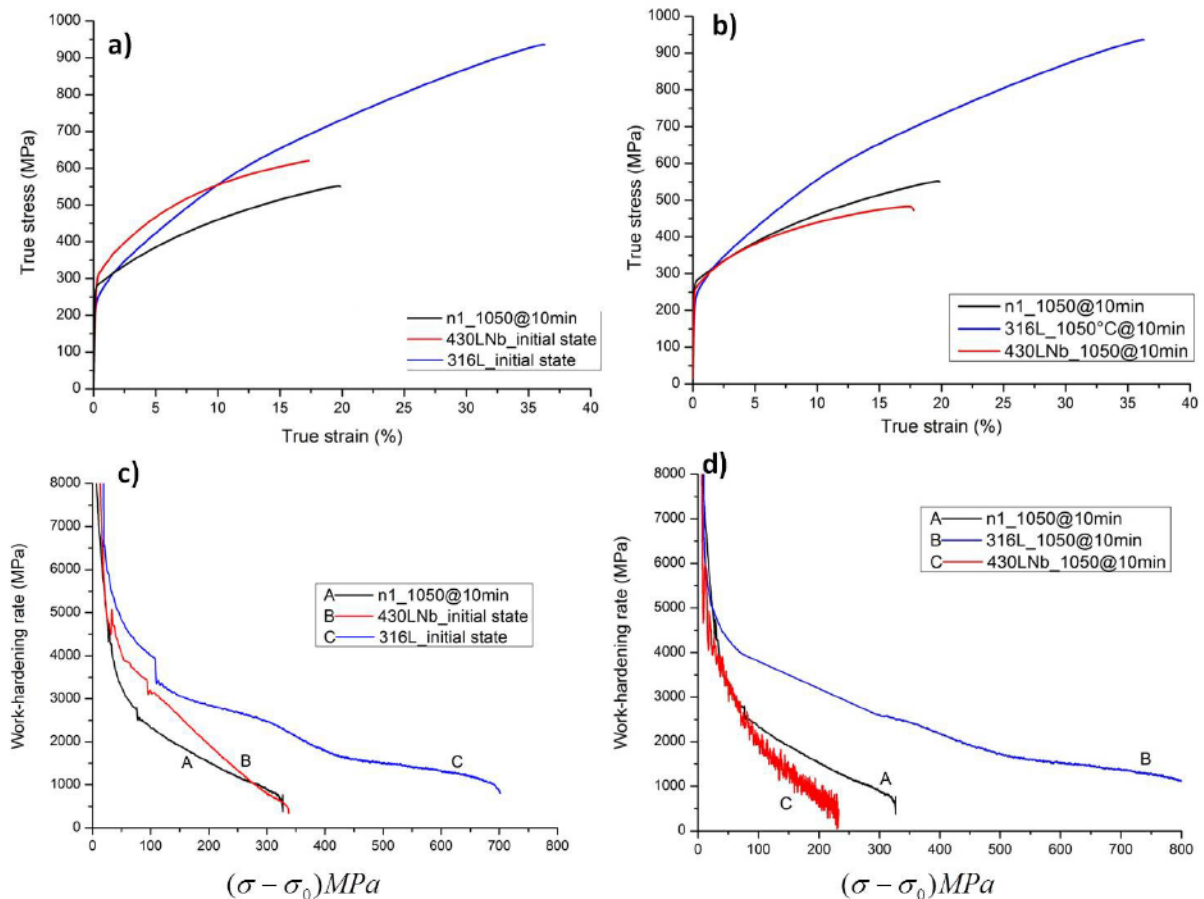 a)
True stress (MPa)
1000
900
800
700
600
500
400
300
200
100
0
0 5 10 15 20 25 30 35 40
True strain (%)
n1_1050@10min
430LNb_initial state
316L_initial state
b)
True stress (MPa)
1000
900
800
700
600
500
400
300
200
100
0
0 5 10 15 20 25 30 35 40
True strain (%)
n1_1050@10min
316L_1050°C@10min
430LNb_1050@10min
c)
Work-hardening rate (MPa)
8000
7000
6000
5000
4000
3000
2000
1000
0
0 100 200 300 400 500 600 700 800
A n1_1050@10min
B 430LNb_initial state
C 316L_initial state
A
B
C
(σ − σ₀)MPa
d)
Work-hardening rate (MPa)
8000
7000
6000
5000
4000
3000
2000
1000
0
0 100 200 300 400 500 600 700 800
A n1_1050@10min
B 316L_1050@10min
C 430LNb_1050@10min
A
B
C
(σ − σ₀)MPa